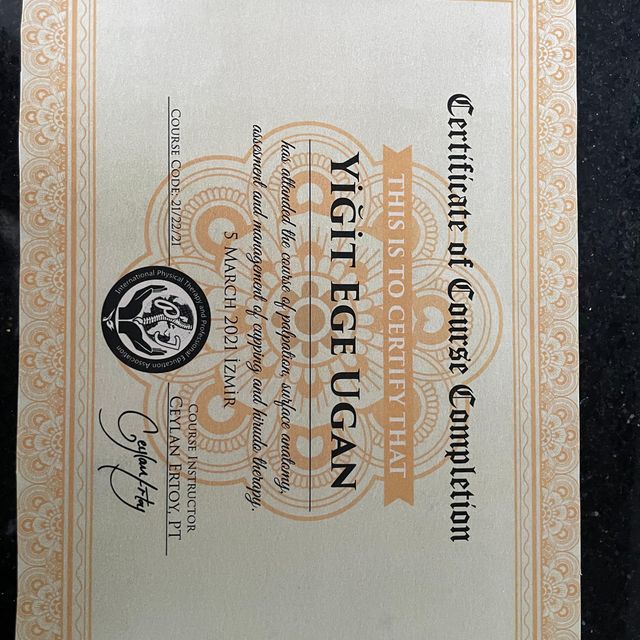 Certificate of Course Completion
THIS IS TO CERTIFY THAT
YİĞİT EGE UGAN
has attended the course of palpation, surface anatomy,
assesment and management of cupping and hirudo therapy,
5 MARCH 2021 İZMİR
COURSE CODE: 21/22/21
International Physical Therapy and Professional Education Association
COURSE INSTRUCTOR
CEYLAN ERTOY, PT